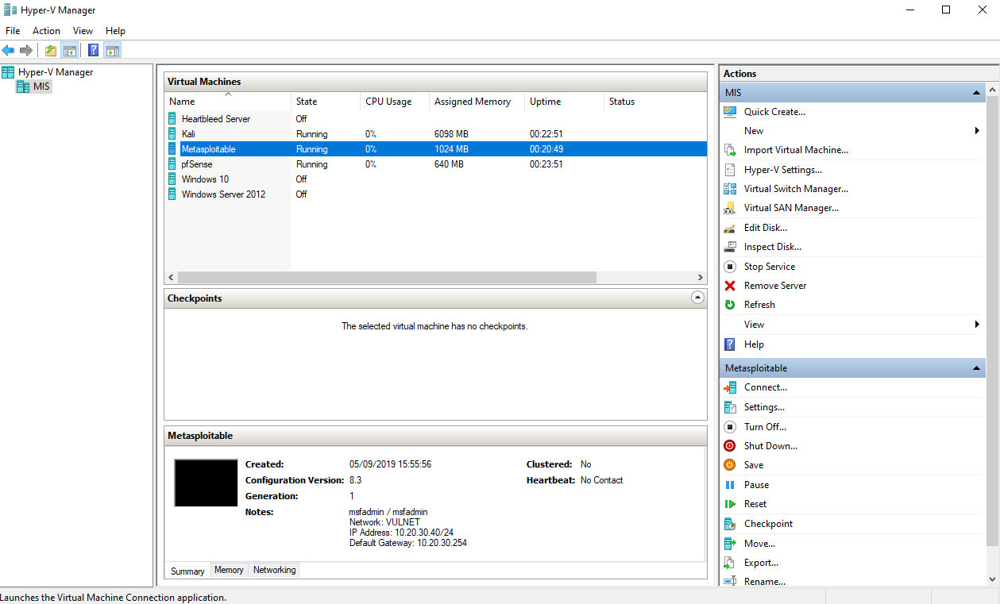 Hyper-V Manager
File Action View Help
Hyper-V Manager
MIS
Virtual Machines
Name State CPU Usage Assigned Memory Uptime Status
Heartbleed Server Off
Kali Running 0% 6098 MB 00:22:51
Metasploitable Running 0% 1024 MB 00:20:49
pfSense Running 0% 640 MB 00:23:51
Windows 10 Off
Windows Server 2012 Off
Checkpoints
The selected virtual machine has no checkpoints.
Metasploitable
Created: 05/09/2019 15:55:56 Clustered: No
Configuration Version: 8.3 Heartbeat: No Contact
Generation: 1
Notes: msfadmin / msfadmin
Network: VULNET
IP Address: 10.20.30.40/24
Default Gateway: 10.20.30.254
Summary Memory Networking
Actions
MIS
Quick Create...
New
Import Virtual Machine...
Hyper-V Settings...
Virtual Switch Manager...
Virtual SAN Manager...
Edit Disk...
Inspect Disk...
Stop Service
Remove Server
Refresh
View
Help
Metasploitable
Connect...
Settings...
Turn Off...
Shut Down...
Save
Pause
Reset
Checkpoint
Move...
Export...
Rename...
Launches the Virtual Machine Connection application.